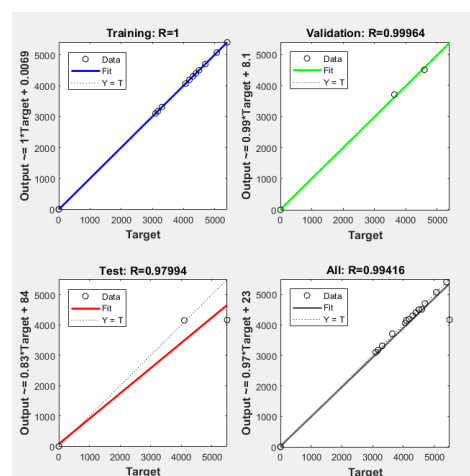 Training: R=1
Output ~= 1*Target + 0.0069
5000
4000
3000
2000
1000
0
Data
Fit
Y = T
0 1000 2000 3000 4000 5000
Target
Validation: R=0.99964
Output ~= 0.99*Target + 8.1
5000
4000
3000
2000
1000
0
Data
Fit
Y = T
0 1000 2000 3000 4000 5000
Target
Test: R=0.97994
Output ~= 0.83*Target + 84
5000
4000
3000
2000
1000
0
Data
Fit
Y = T
0 1000 2000 3000 4000 5000
Target
All: R=0.99416
Output ~= 0.97*Target + 23
5000
4000
3000
2000
1000
0
Data
Fit
Y = T
0 1000 2000 3000 4000 5000
Target